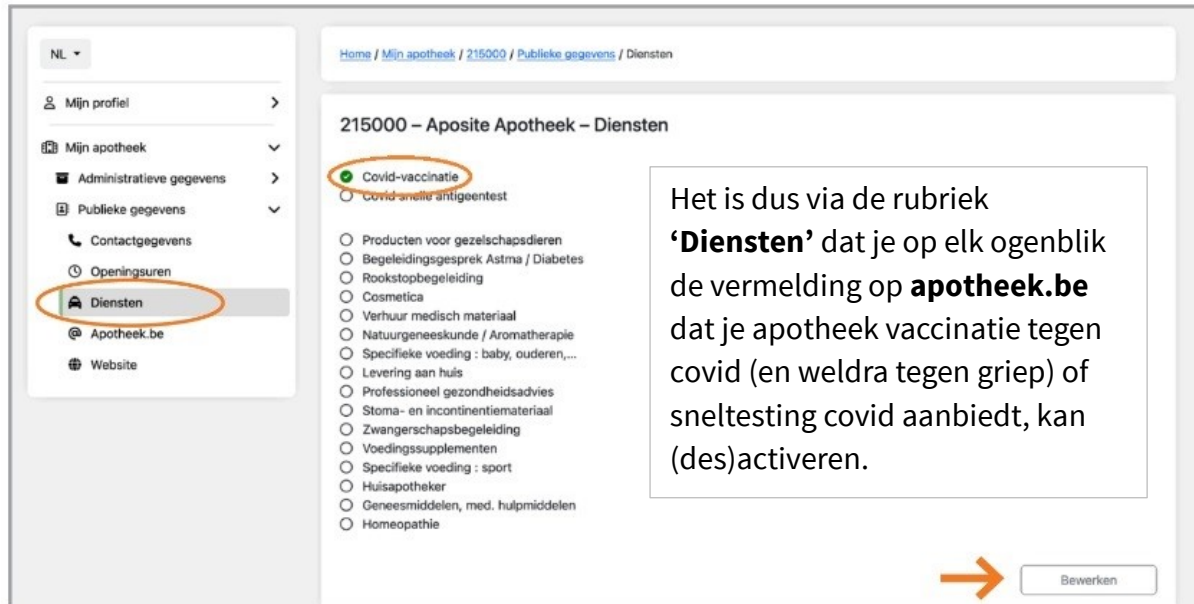 NL
Mijn profiel
Mijn apotheek
Administratieve gegevens
Publieke gegevens
Contactgegevens
Openingsuren
Diensten
Apotheek.be
Website
Home / Mijn apotheek / 215000 / Publieke gegevens / Diensten
215000 – Aposite Apotheek – Diensten
Covid-vaccinatie
Covid snelle antigeentest
Producten voor gezelschapsdieren
Begeleidingsgesprek Astma / Diabetes
Rookstopbegeleiding
Cosmetica
Verhuur medisch materiaal
Natuurgeneeskunde / Aromatherapie
Specifieke voeding : baby, ouderen,...
Levering aan huis
Professioneel gezondheidsadvies
Stoma- en incontinentiemateriaal
Zwangerschapsbegeleiding
Voedingssupplementen
Specifieke voeding : sport
Huisapotheker
Geneesmiddelen, med. hulpmiddelen
Homeopathie
Het is dus via de rubriek
‘Diensten’ dat je op elk ogenblik
de vermelding op apotheek.be
dat je apotheek vaccinatie tegen
covid (en weldra tegen griep) of
sneltesting covid aanbiedt, kan
(des)activeren.
Bewerken